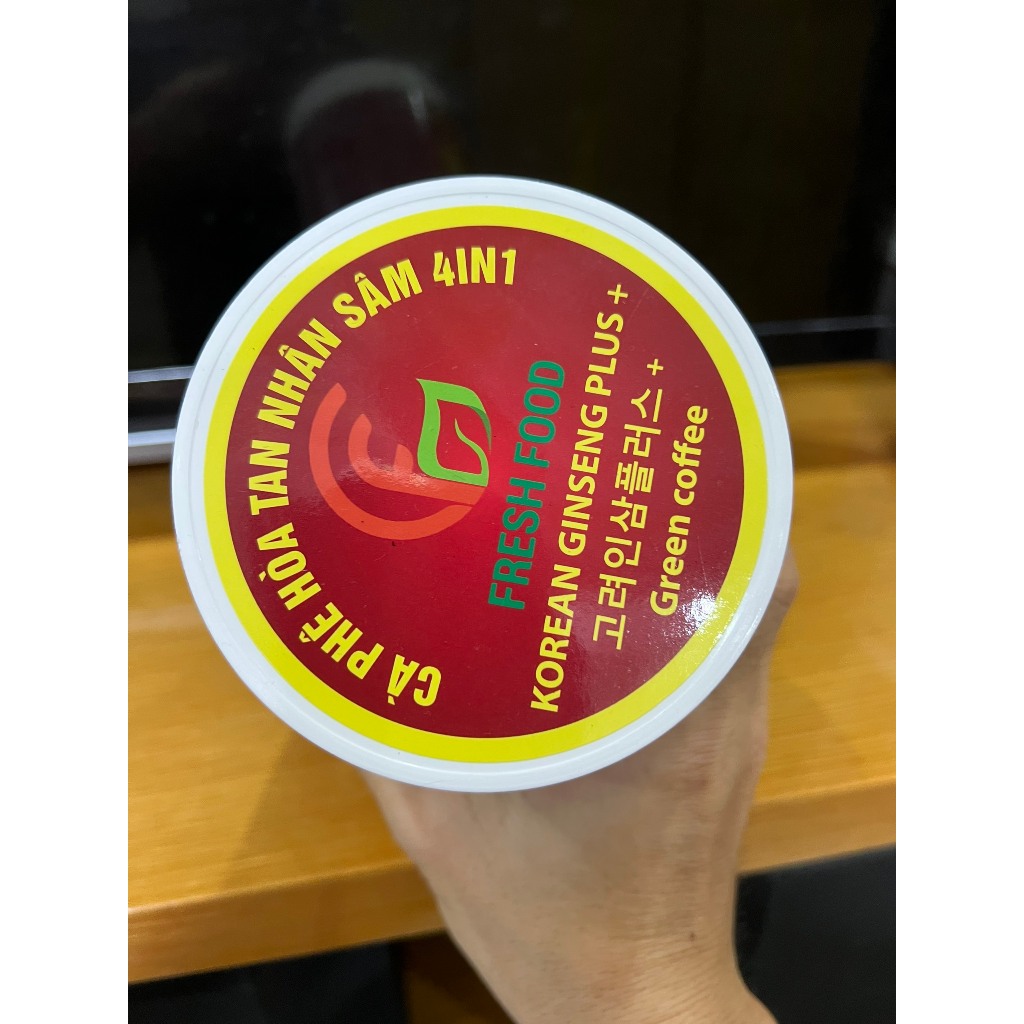 CÀ PHÊ HÒA TAN NHÂN SÂM 4IN1
FRESH FOOD
KOREAN GINSENG PLUS +
고려인삼플러스 +
Green coffee